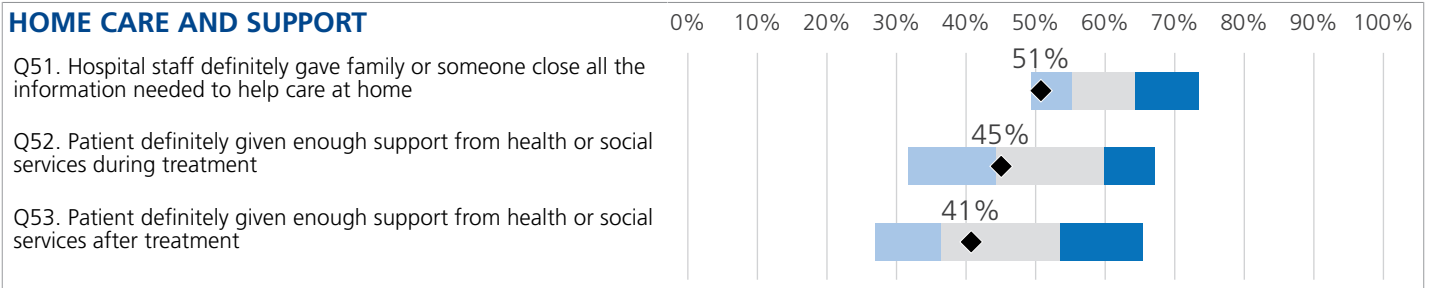 HOME CARE AND SUPPORT
0% 10% 20% 30% 40% 50% 60% 70% 80% 90% 100%
Q51. Hospital staff definitely gave family or someone close all the
information needed to help care at home
51%
Q52. Patient definitely given enough support from health or social
services during treatment
45%
Q53. Patient definitely given enough support from health or social
services after treatment
41%